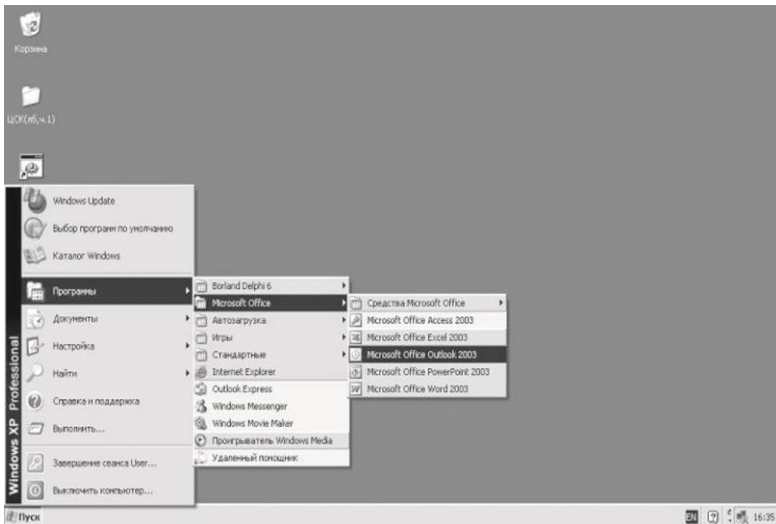 Корзина
ЦСК(лб,ч.1)
Windows Update
Выбор программ по умолчанию
Каталог Windows
Программы
Документы
Настройка
Найти
Справка и поддержка
Выполнить...
Завершение сеанса User...
Выключить компьютер...
Windows XP Professional
Borland Delphi 6
Microsoft Office
Автозагрузка
Игры
Стандартные
Internet Explorer
Outlook Express
Windows Messenger
Windows Movie Maker
Проигрыватель Windows Media
Удаленный помощник
Средства Microsoft Office
Microsoft Office Access 2003
Microsoft Office Excel 2003
Microsoft Office Outlook 2003
Microsoft Office PowerPoint 2003
Microsoft Office Word 2003
Пуск
EN
16:35